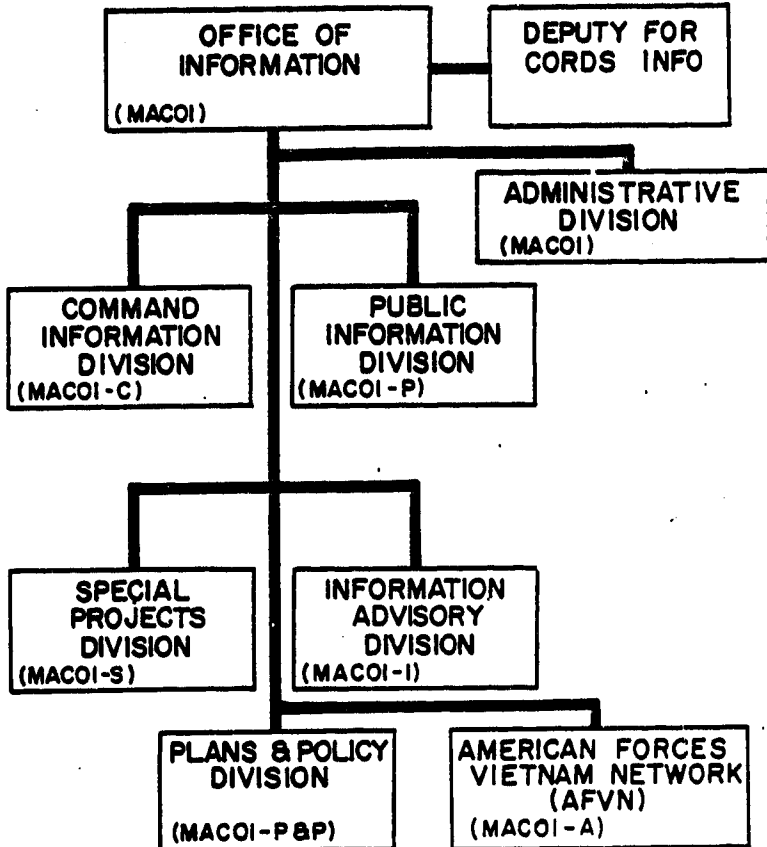 OFFICE OF
INFORMATION
(MACOI)
DEPUTY FOR
CORDS INFO
ADMINISTRATIVE
DIVISION
(MACOI)
COMMAND
INFORMATION
DIVISION
(MACOI-C)
PUBLIC
INFORMATION
DIVISION
(MACOI-P)
SPECIAL
PROJECTS
DIVISION
(MACOI-S)
INFORMATION
ADVISORY
DIVISION
(MACOI-I)
PLANS & POLICY
DIVISION
(MACOI-P&P)
AMERICAN FORCES
VIETNAM NETWORK
(AFVN)
(MACOI-A)